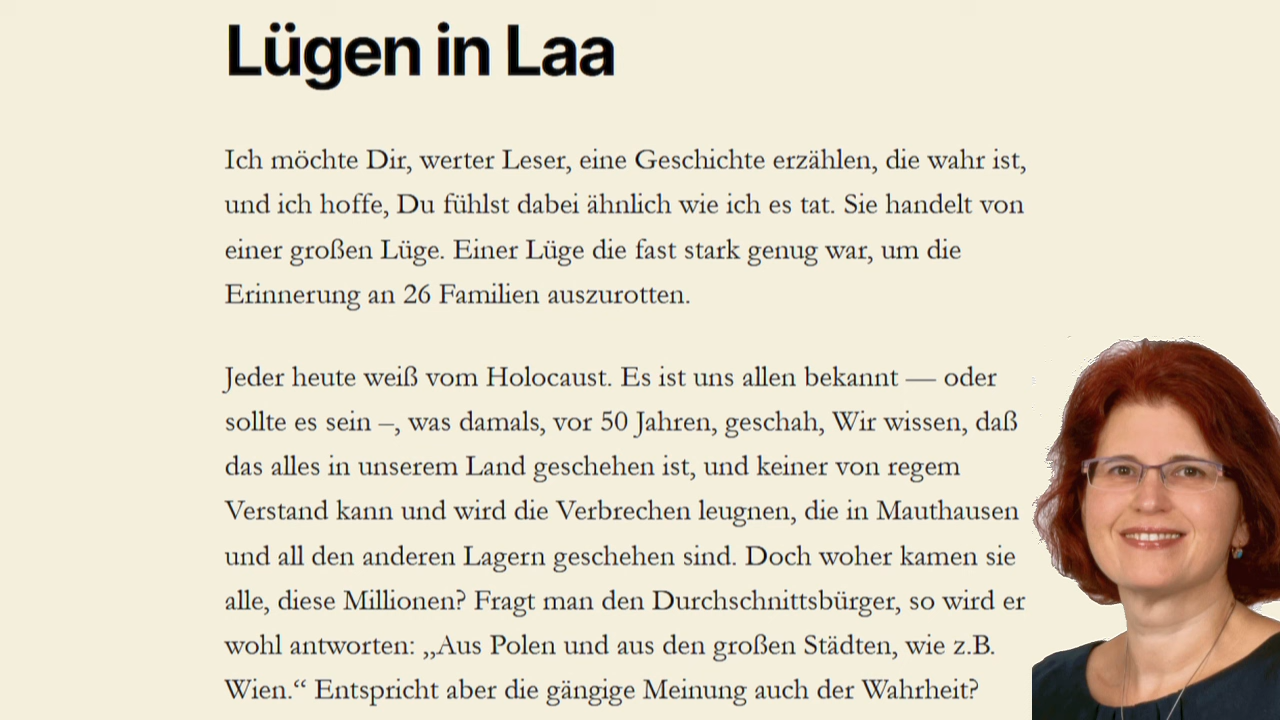 Lügen in Laa
Ich möchte Dir, werter Leser, eine Geschichte erzählen, die wahr ist,
und ich hoffe, Du fühlst dabei ähnlich wie ich es tat. Sie handelt von
einer großen Lüge. Einer Lüge die fast stark genug war, um die
Erinnerung an 26 Familien auszurotten.
Jeder heute weiß vom Holocaust. Es ist uns allen bekannt — oder
sollte es sein –, was damals, vor 50 Jahren, geschah, Wir wissen, daß
das alles in unserem Land geschehen ist, und keiner von regem
Verstand kann und wird die Verbrechen leugnen, die in Mauthausen
und all den anderen Lagern geschehen sind. Doch woher kamen sie
alle, diese Millionen? Fragt man den Durchschnittsbürger, so wird er
wohl antworten: „Aus Polen und aus den großen Städten, wie z.B.
Wien.“ Entspricht aber die gängige Meinung auch der Wahrheit?